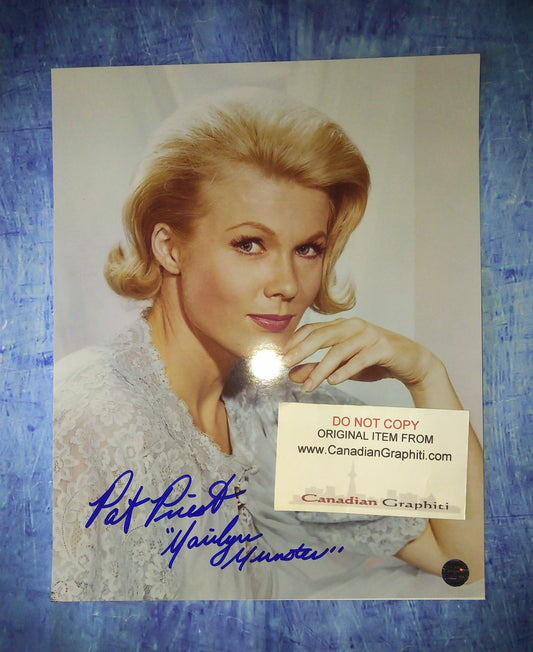 DO NOT COPY
ORIGINAL ITEM FROM
www.CanadianGraphiti.com
Canadian Graphiti
Pat Priest
"Marilyn
Munster"